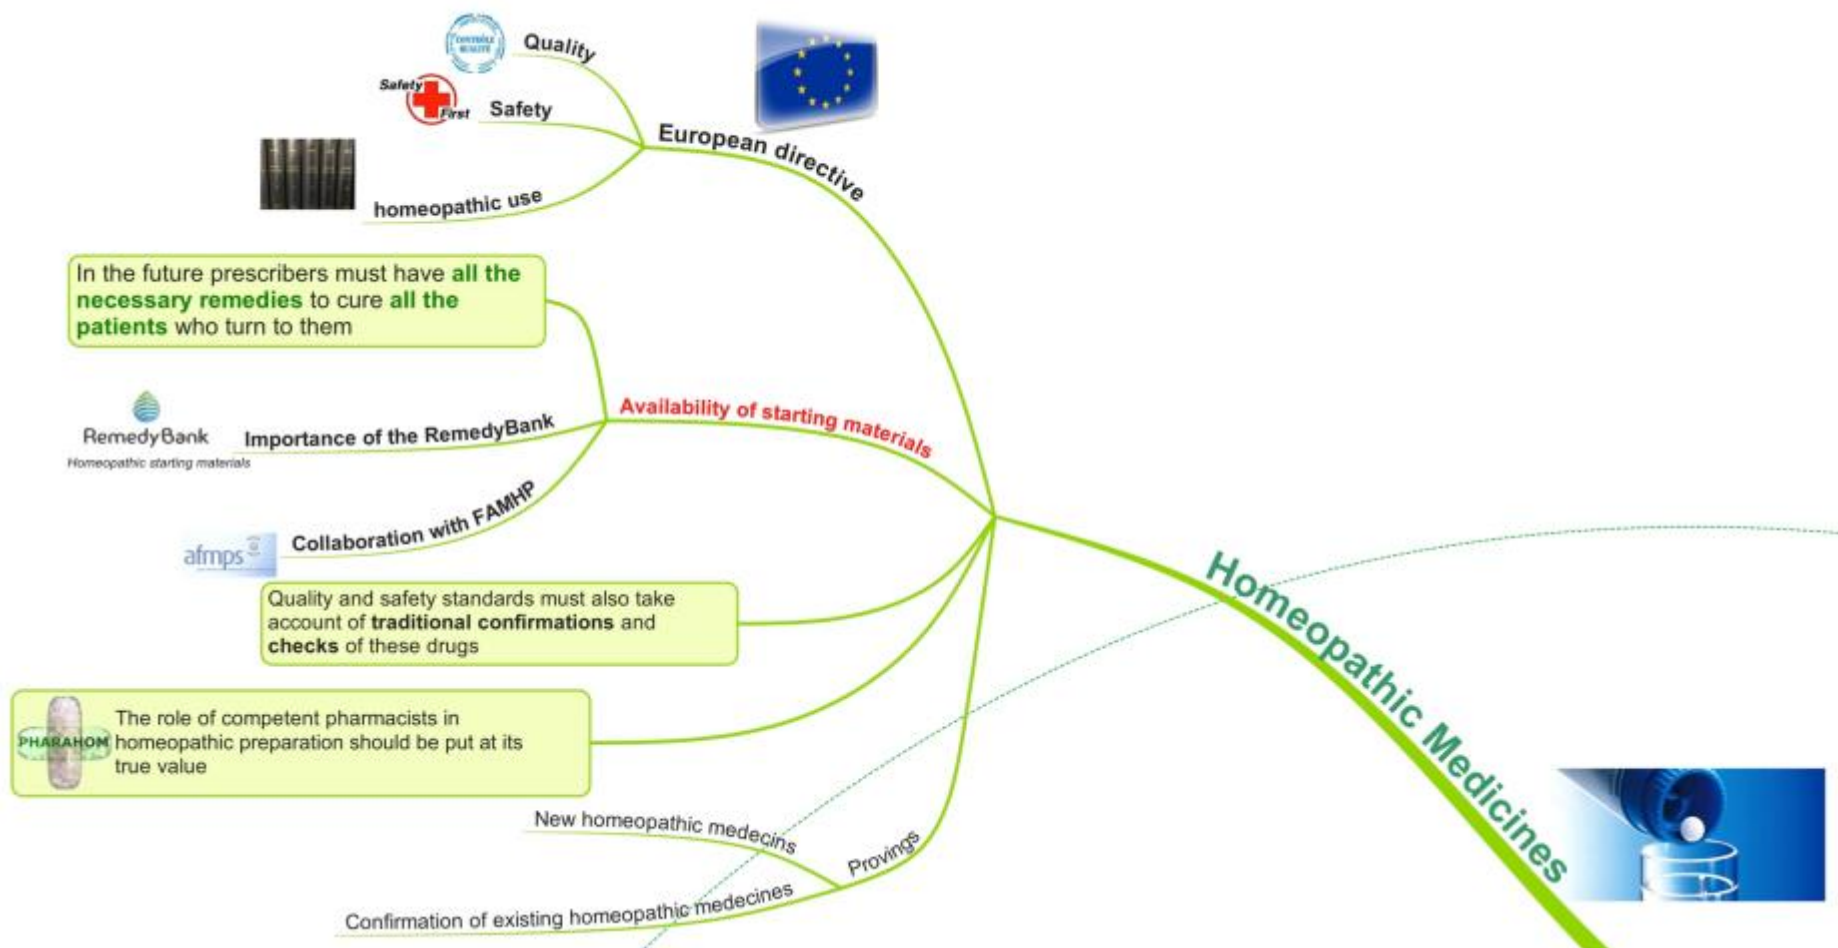 CONTRÔLE
QUALITÉ
Quality
Safety
First
Safety
European directive
homeopathic use
In the future prescribers must have all the
necessary remedies to cure all the
patients who turn to them
Availability of starting materials
RemedyBank
Homeopathic starting materials
Importance of the RemedyBank
Collaboration with FAMHP
afmps
Quality and safety standards must also take
account of traditional confirmations and
checks of these drugs
PHARAHOM
The role of competent pharmacists in
homeopathic preparation should be put at its
true value
New homeopathic medecins
Provings
Confirmation of existing homeopathic medecines
Homeopathic Medicines